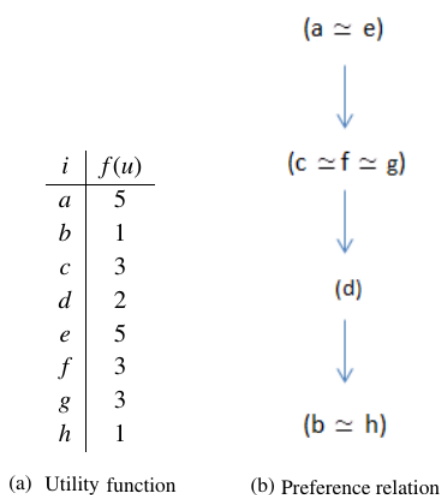 i f(u)
a 5
b 1
c 3
d 2
e 5
f 3
g 3
h 1
(a) Utility function
(a ≃ e)
(c ≃f ≃ g)
(d)
(b ≃ h)
(b) Preference relation